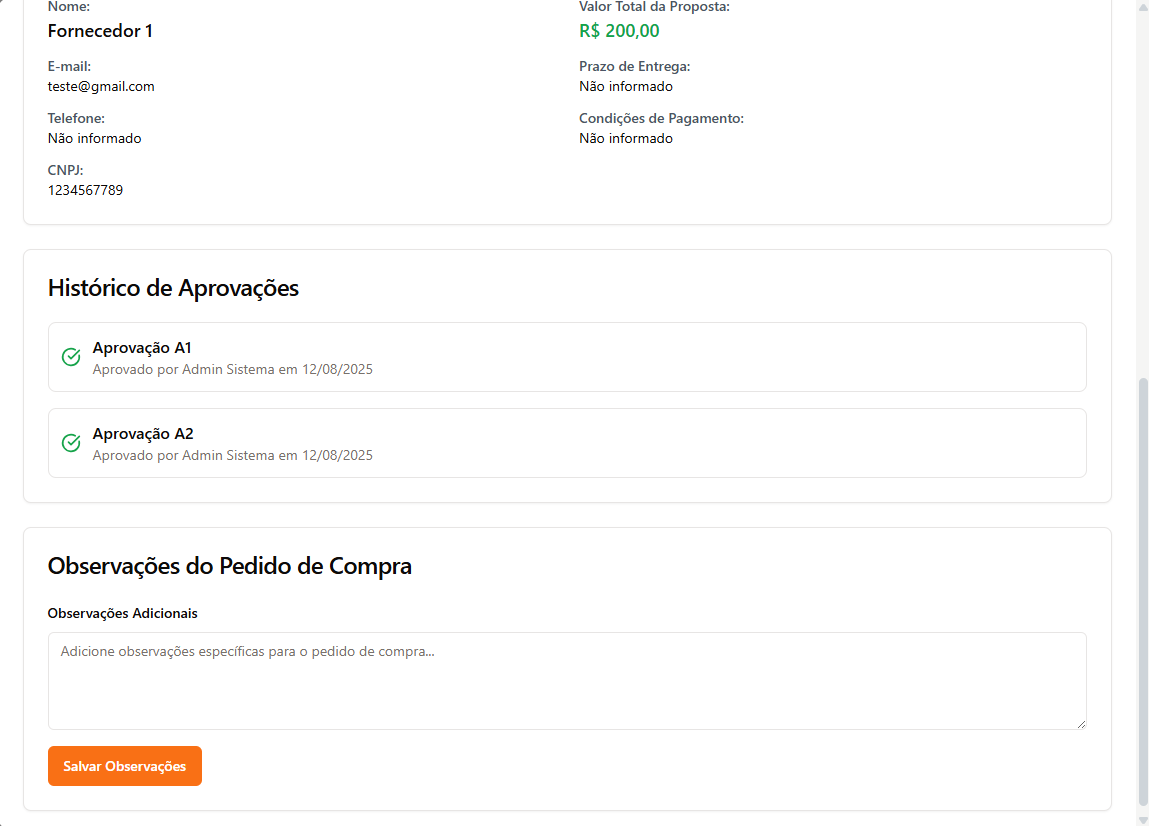 Nome:
Fornecedor 1
E-mail:
teste@gmail.com
Telefone:
Não informado
CNPJ:
1234567789
Valor Total da Proposta:
R$ 200,00
Prazo de Entrega:
Não informado
Condições de Pagamento:
Não informado
Histórico de Aprovações
Aprovação A1
Aprovado por Admin Sistema em 12/08/2025
Aprovação A2
Aprovado por Admin Sistema em 12/08/2025
Observações do Pedido de Compra
Observações Adicionais
Adicione observações específicas para o pedido de compra...
Salvar Observações